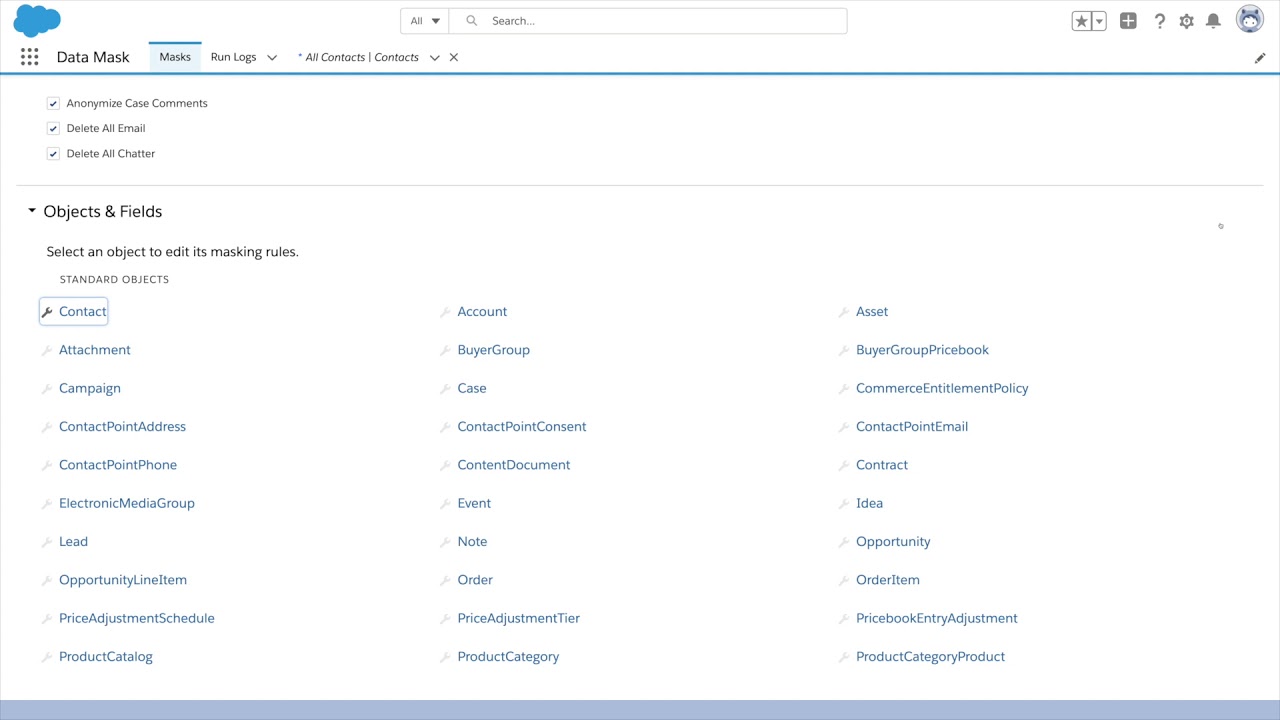 All
Search...
Data Mask
Masks
Run Logs
* All Contacts | Contacts
Anonymize Case Comments
Delete All Email
Delete All Chatter
Objects & Fields
Select an object to edit its masking rules.
STANDARD OBJECTS
Contact
Account
Asset
Attachment
BuyerGroup
BuyerGroupPricebook
Campaign
Case
CommerceEntitlementPolicy
ContactPointAddress
ContactPointConsent
ContactPointEmail
ContactPointPhone
ContentDocument
Contract
ElectronicMediaGroup
Event
Idea
Lead
Note
Opportunity
OpportunityLineItem
Order
OrderItem
PriceAdjustmentSchedule
PriceAdjustmentTier
PricebookEntryAdjustment
ProductCatalog
ProductCategory
ProductCategoryProduct